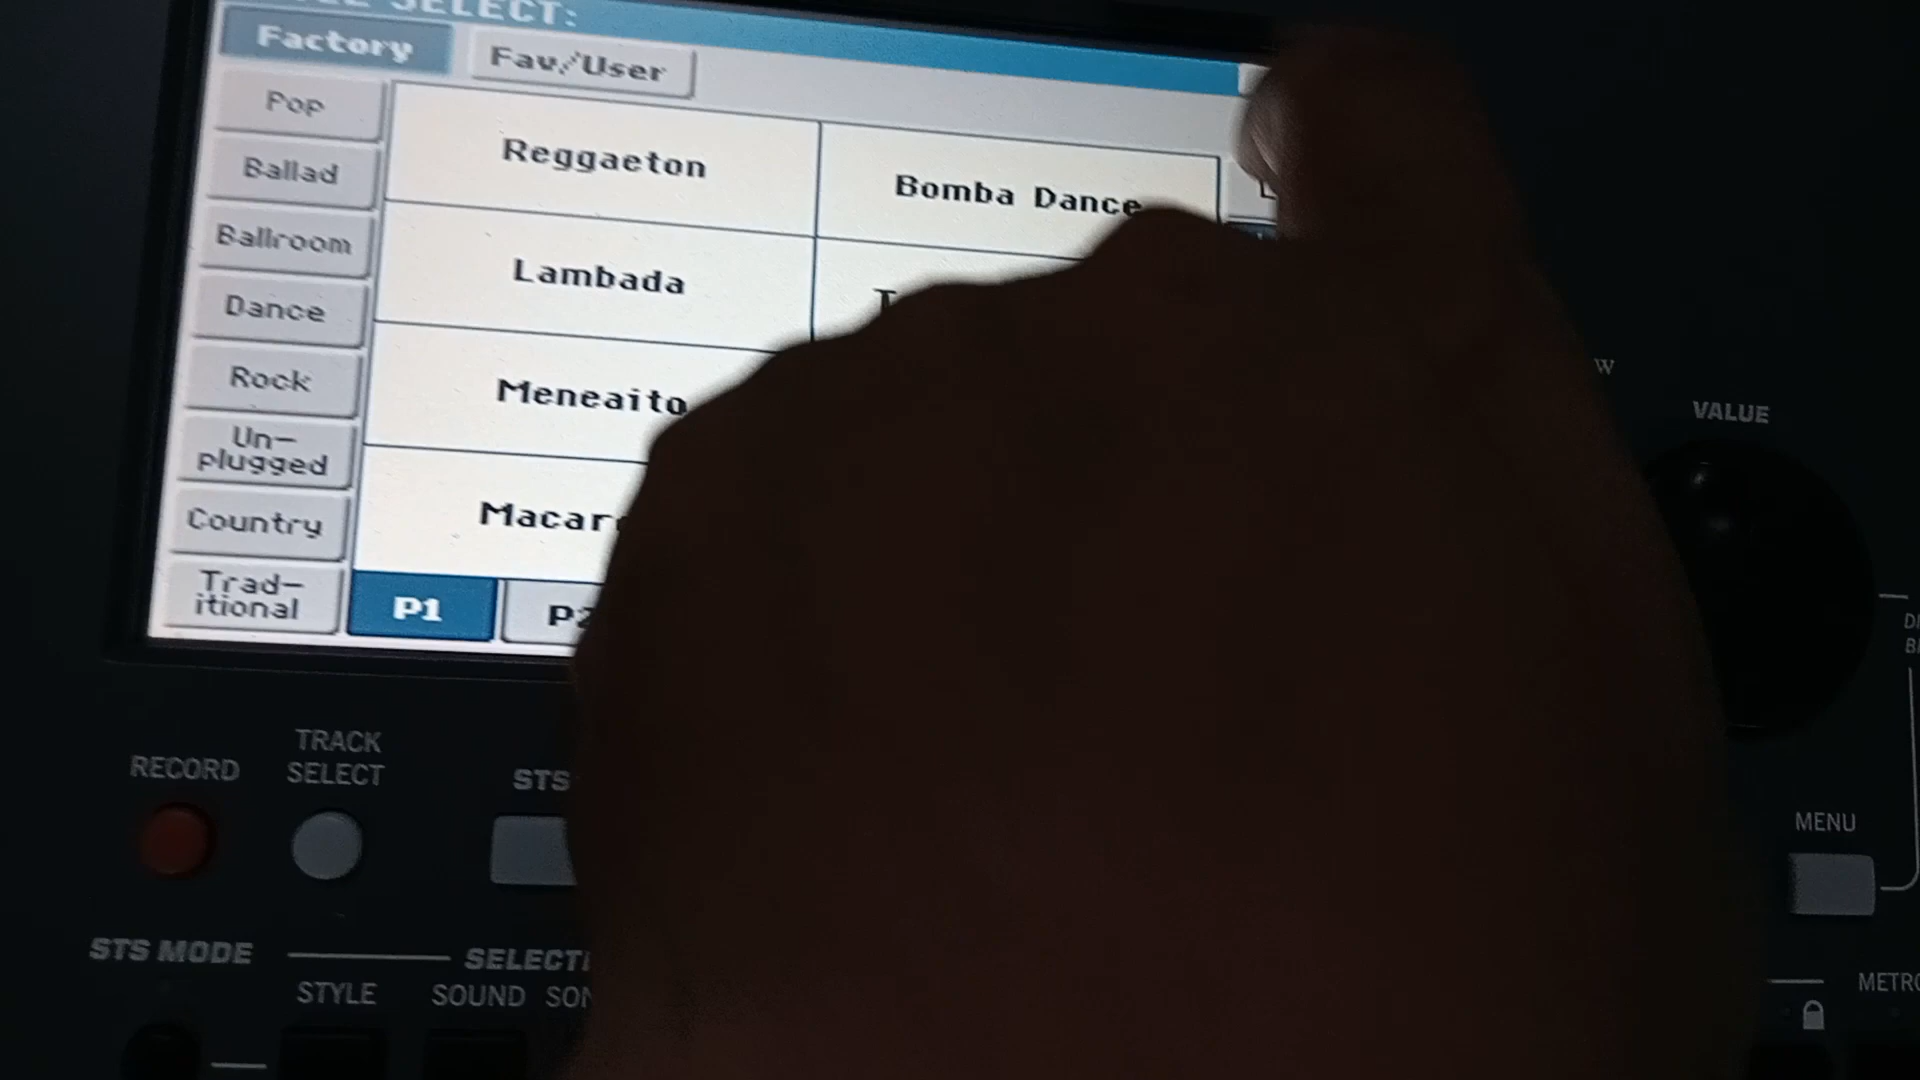 SELECT:
Factory
Fav/User
Pop
Ballad
Ballroom
Dance
Rock
Un-
plugged
Country
Trad-
itional
Reggaeton
Bomba Dance
Lambada
Meneaito
P1
VALUE
RECORD
TRACK
SELECT
STS
MENU
STS MODE
STYLE
SOUND